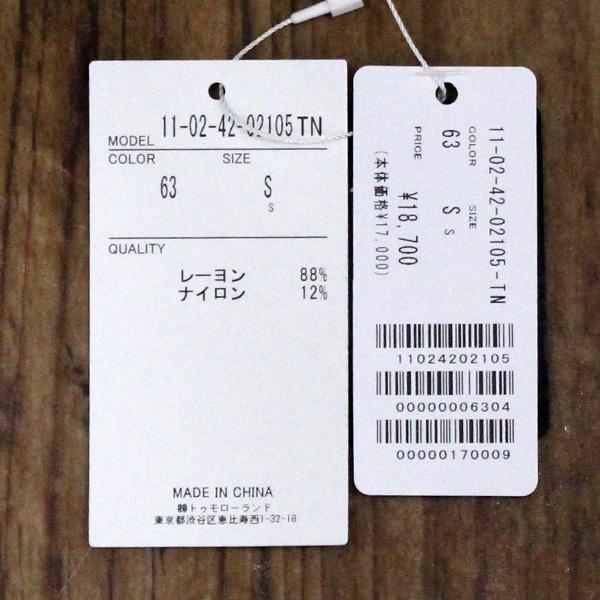 MODEL 11-02-42-02105 TN
COLOR SIZE
63 S
S
QUALITY
レーヨン 88%
ナイロン 12%
MADE IN CHINA
㈱トゥモローランド
東京都渋谷区恵比寿西1-32-18
11-02-42-02105-TN
COLOR SIZE
63 S S
PRICE ¥18,700
(本体価格¥17,000)
11024202105
00000006304
00000170009